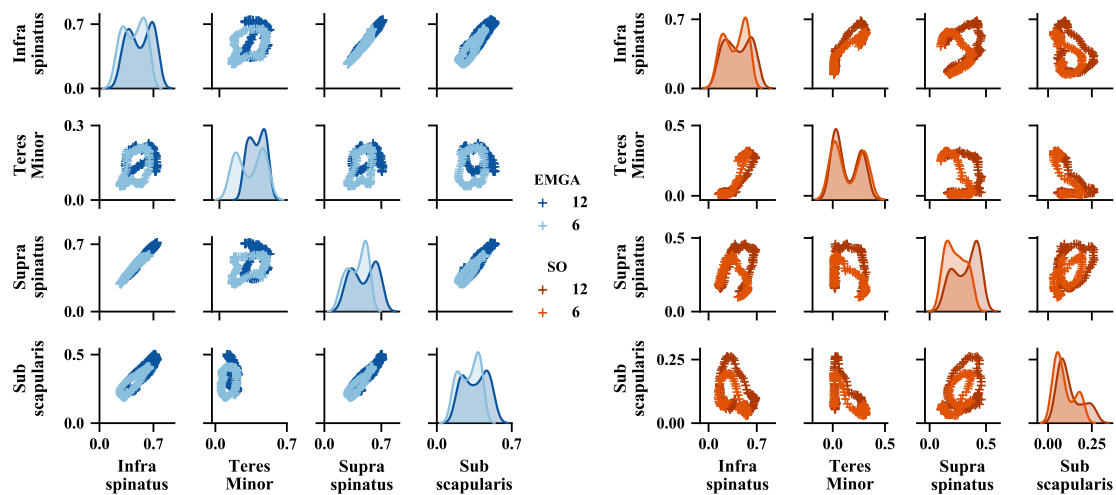 Infra
spinatus
0.7
0.0
Teres
Minor
0.3
0.0
Supra
spinatus
0.7
0.0
Sub
scapularis
0.5
0.0
0.0 0.7 0.0 0.7 0.0 0.7 0.0 0.7
Infra
spinatus
Teres
Minor
Supra
spinatus
Sub
scapularis
EMGA
12
6
SO
12
6
Infra
spinatus
0.7
0.0
Teres
Minor
0.5
0.0
Supra
spinatus
0.5
0.0
Sub
scapularis
0.25
0.00
0.0 0.7 0.0 0.5 0.0 0.5 0.00 0.25
Infra
spinatus
Teres
Minor
Supra
spinatus
Sub
scapularis